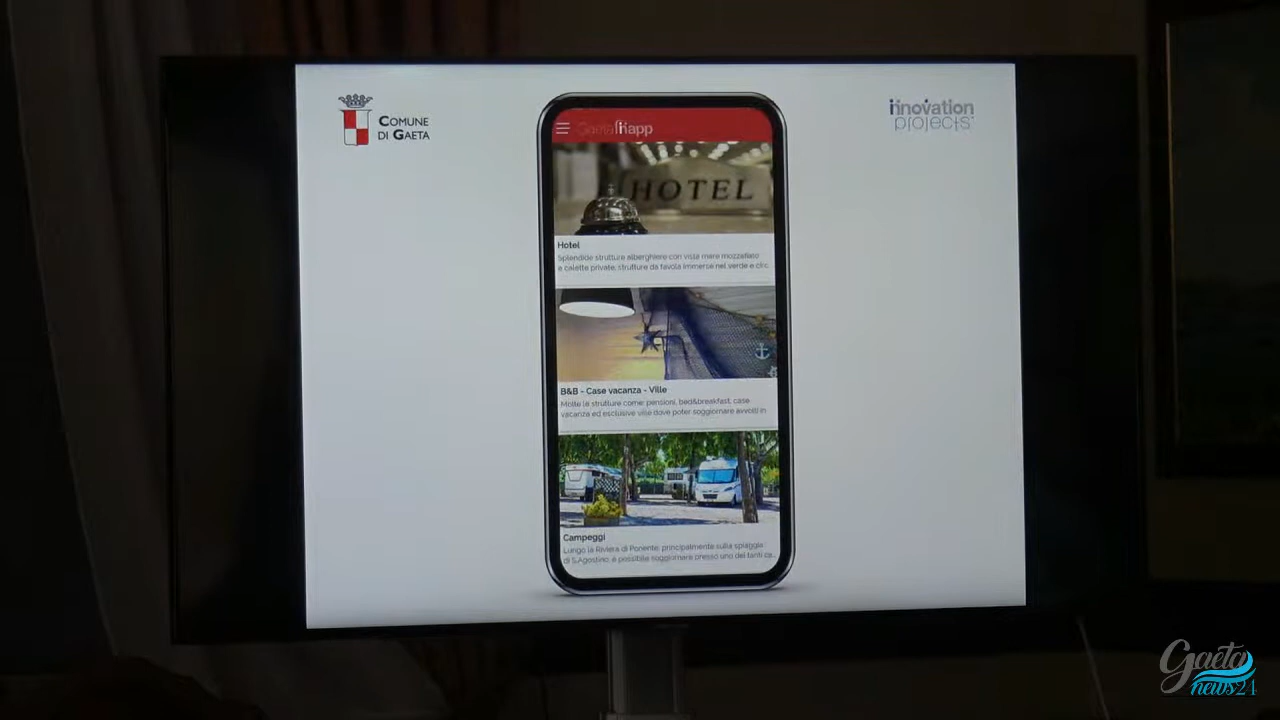 COMUNE
DI GAETA
innovation
projects
Gaeta Inapp
HOTEL
Hotel
Splendide strutture alberghiere con vista mare mozzafiato
e calette private, strutture da favola immerse nel verde e clic
B&B - Case vacanza - Ville
Molte le strutture come: pensioni, bed&breakfast, case
vacanza ed esclusive ville dove poter soggiornare avvolti in
Campeggi
Lungo la Riviera di Ponente, principalmente sulla spiaggia
di S.Agostino, è possibile soggiornare presso uno dei tanti ca...
Gaeta
news24